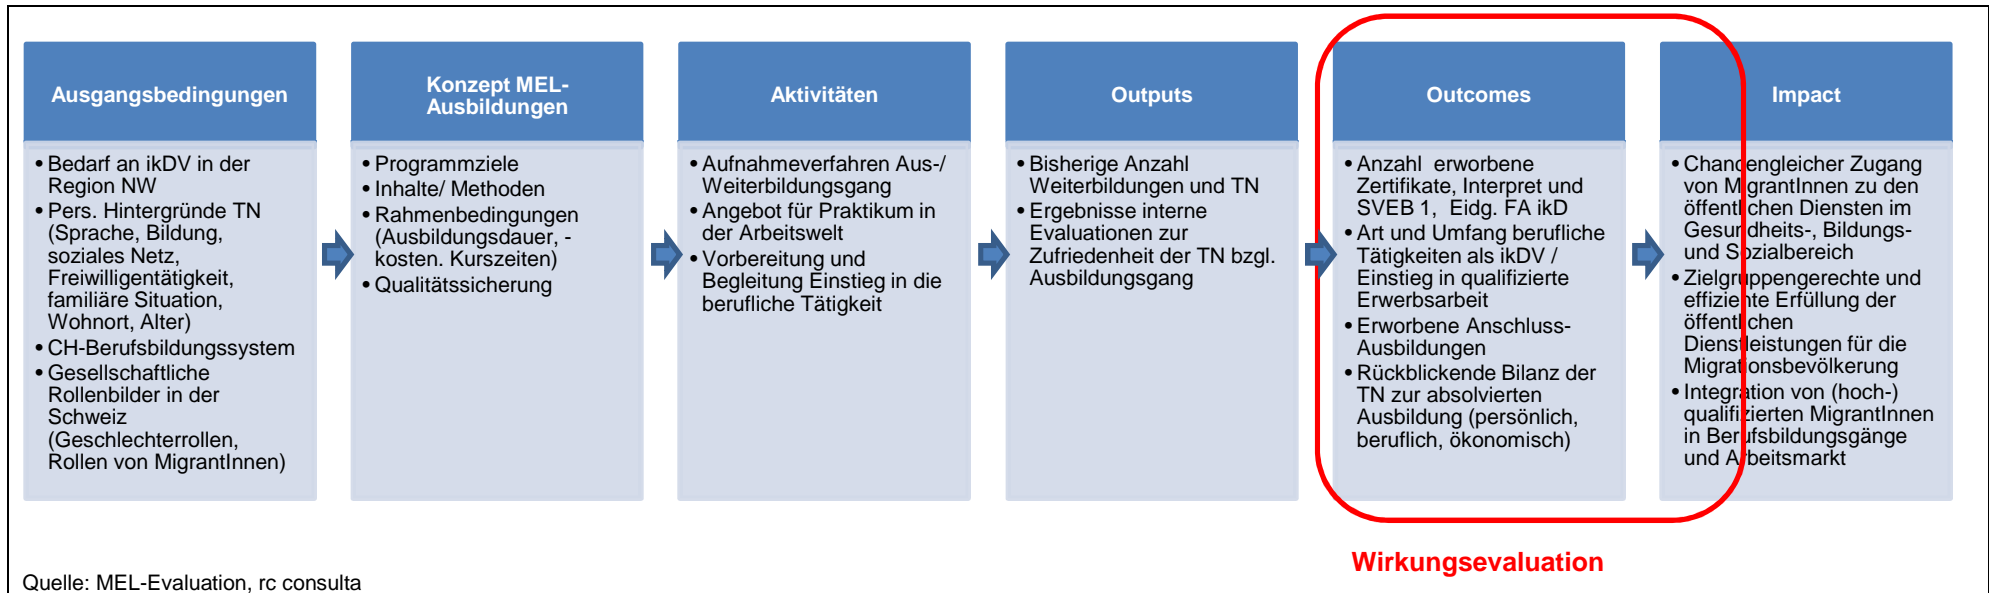 Ausgangsbedingungen
• Bedarf an ikDV in der
Region NW
• Pers. Hintergründe TN
(Sprache, Bildung,
soziales Netz,
Freiwilligentätigkeit,
familiäre Situation,
Wohnort, Alter)
• CH-Berufsbildungssystem
• Gesellschaftliche
Rollenbilder in der
Schweiz
(Geschlechterrollen,
Rollen von MigrantInnen)
Konzept MEL-
Ausbildungen
• Programmziele
• Inhalte/ Methoden
• Rahmenbedingungen
(Ausbildungsdauer, -
kosten. Kurszeiten)
• Qualitätssicherung
Aktivitäten
• Aufnahmeverfahren Aus-/
Weiterbildungsgang
• Angebot für Praktikum in
der Arbeitswelt
• Vorbereitung und
Begleitung Einstieg in die
berufliche Tätigkeit
Outputs
• Bisherige Anzahl
Weiterbildungen und TN
• Ergebnisse interne
Evaluationen zur
Zufriedenheit der TN bzgl.
Ausbildungsgang
Outcomes
• Anzahl erworbene
Zertifikate, Interpret und
SVEB 1, Eidg. FA ikD
• Art und Umfang berufliche
Tätigkeiten als ikDV /
Einstieg in qualifizierte
Erwerbsarbeit
• Erworbene Anschluss-
Ausbildungen
• Rückblickende Bilanz der
TN zur absolvierten
Ausbildung (persönlich,
beruflich, ökonomisch)
Impact
• Chancengleicher Zugang
von MigrantInnen zu den
öffentlichen Diensten im
Gesundheits-, Bildungs-
und Sozialbereich
• Zielgruppengerechte und
effiziente Erfüllung der
öffentlichen
Dienstleistungen für die
Migrationsbevölkerung
• Integration von (hoch-)
qualifizierten MigrantInnen
in Berufsbildungsgänge
und Arbeitsmarkt
Wirkungsevaluation
Quelle: MEL-Evaluation, rc consulta